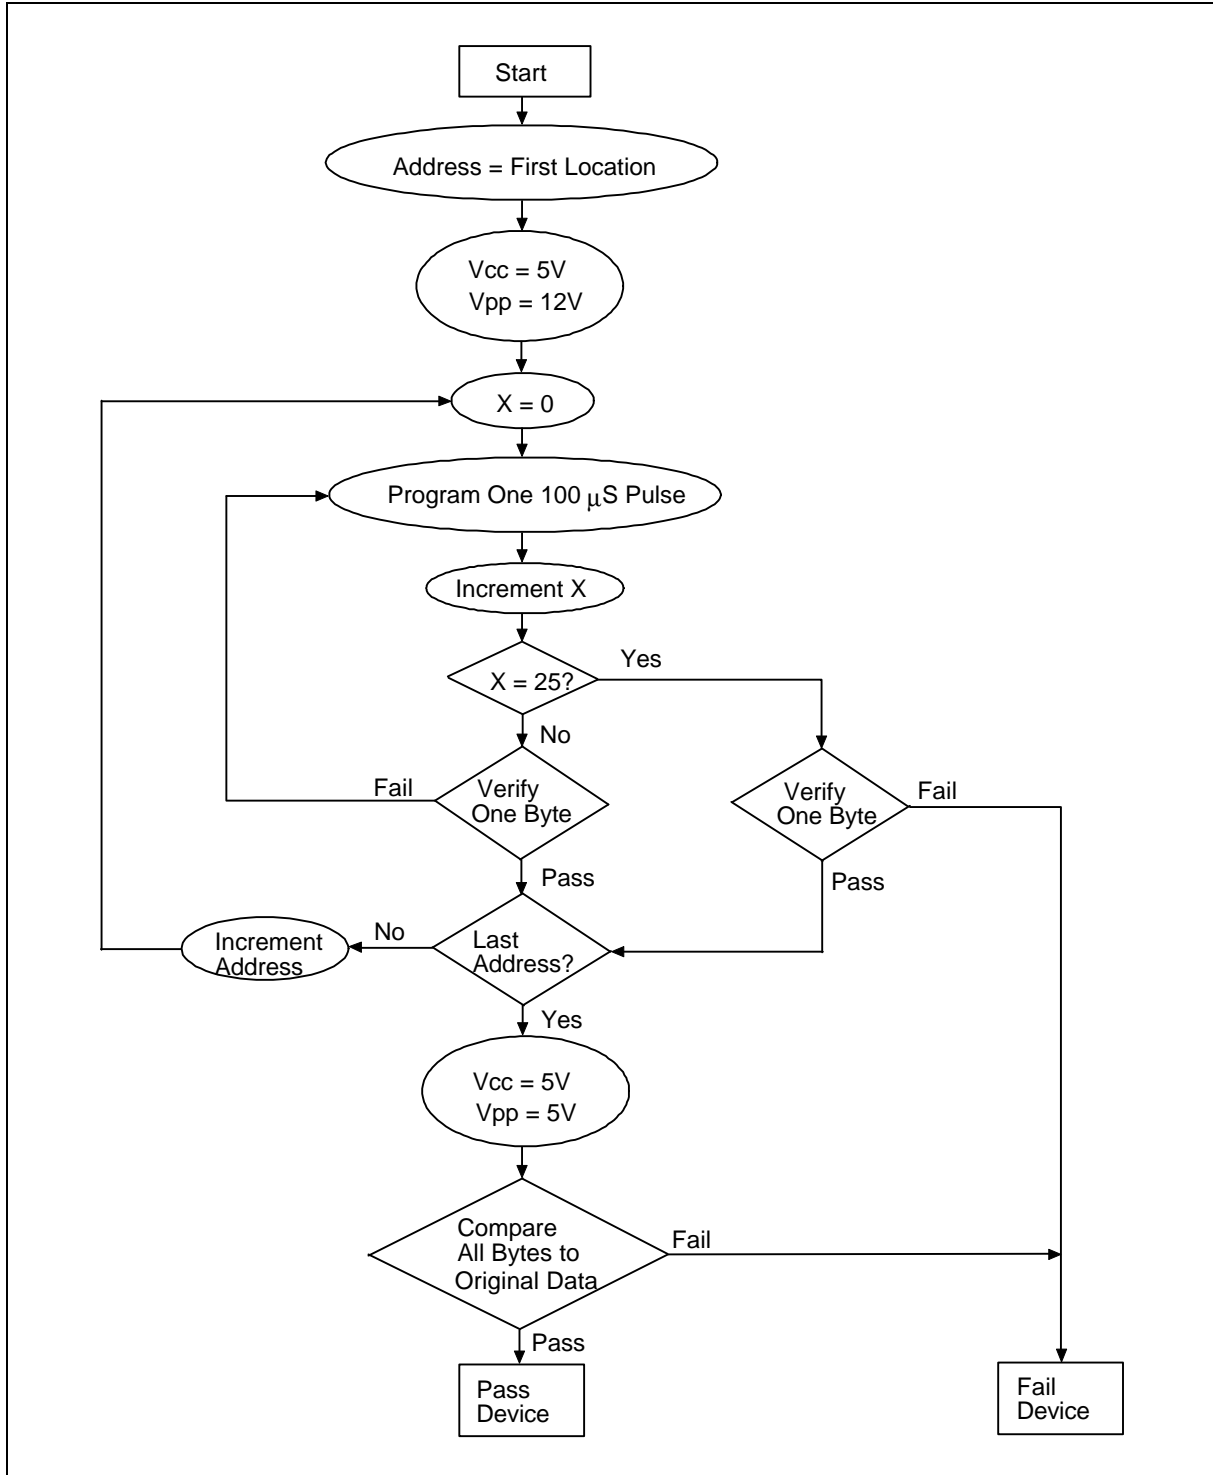 Start
Address = First Location
Vcc = 5V
Vpp = 12V
X = 0
Program One 100 μS Pulse
Increment X
X = 25?
Yes
No
Fail
Verify
One Byte
Verify
One Byte
Fail
Pass
Pass
Increment
Address
No
Last
Address?
Yes
Vcc = 5V
Vpp = 5V
Compare
All Bytes to
Original Data
Fail
Pass
Pass
Device
Fail
Device